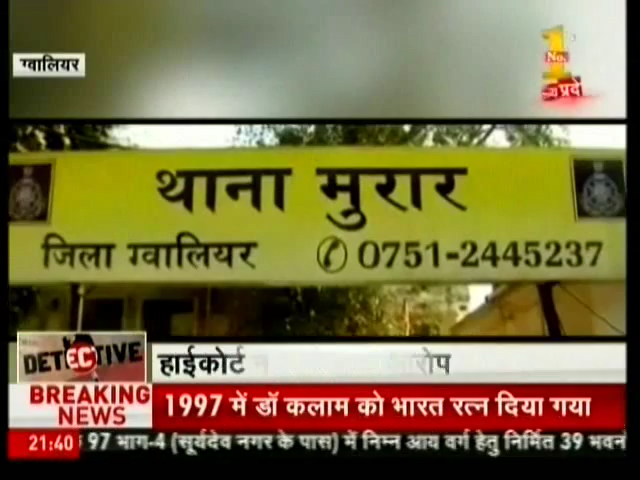 ग्वालियर
No. 1
प्रदे
थाना मुरार
जिला ग्वालियर 0751-2445237
DETECTIVE
हाईकोर्ट
BREAKING NEWS
1997 में डॉ कलाम को भारत रत्न दिया गया
21:40
97 भाग-4 (सूर्यदेव नगर के पास) में निम्न आय वर्ग हेतु निर्मित 39 भवनो